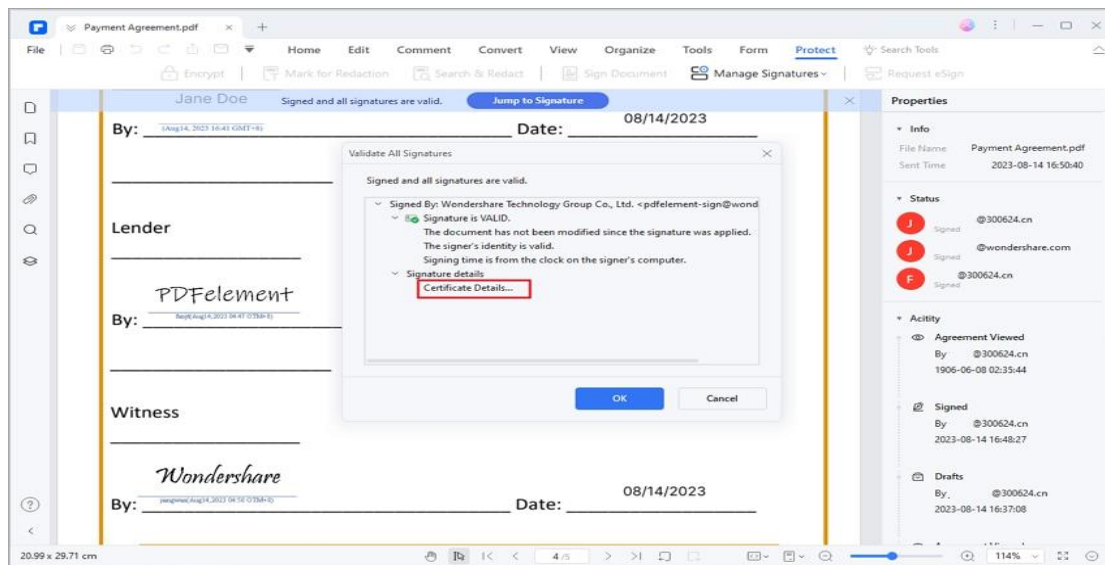 Payment Agreement.pdf
File
Home
Edit
Comment
Convert
View
Organize
Tools
Form
Protect
Search Tools
Encrypt
Mark for Redaction
Search & Redact
Sign Document
Manage Signatures
Request eSign
Jane Doe
Signed and all signatures are valid.
Jump to Signature
By:
(Aug14, 2023 16:41 GMT+8)
Date:
08/14/2023
Lender
PDFelement
By:
Witness
Wondershare
By:
Date:
08/14/2023
Validate All Signatures
Signed and all signatures are valid.
Signed By: Wondershare Technology Group Co., Ltd. <pdfelement-sign@wond
Signature is VALID.
The document has not been modified since the signature was applied.
The signer's identity is valid.
Signing time is from the clock on the signer's computer.
Signature details
Certificate Details...
OK
Cancel
Properties
Info
File Name
Payment Agreement.pdf
Sent Time
2023-08-14 16:50:40
Status
J
@300624.cn
Signed
J
@wondershare.com
Signed
F
@300624.cn
Signed
Acitity
Agreement Viewed
By @300624.cn
1906-06-08 02:35:44
Signed
By @300624.cn
2023-08-14 16:48:27
Drafts
By @300624.cn
2023-08-14 16:37:08
20.99 x 29.71 cm
4 /5
114%